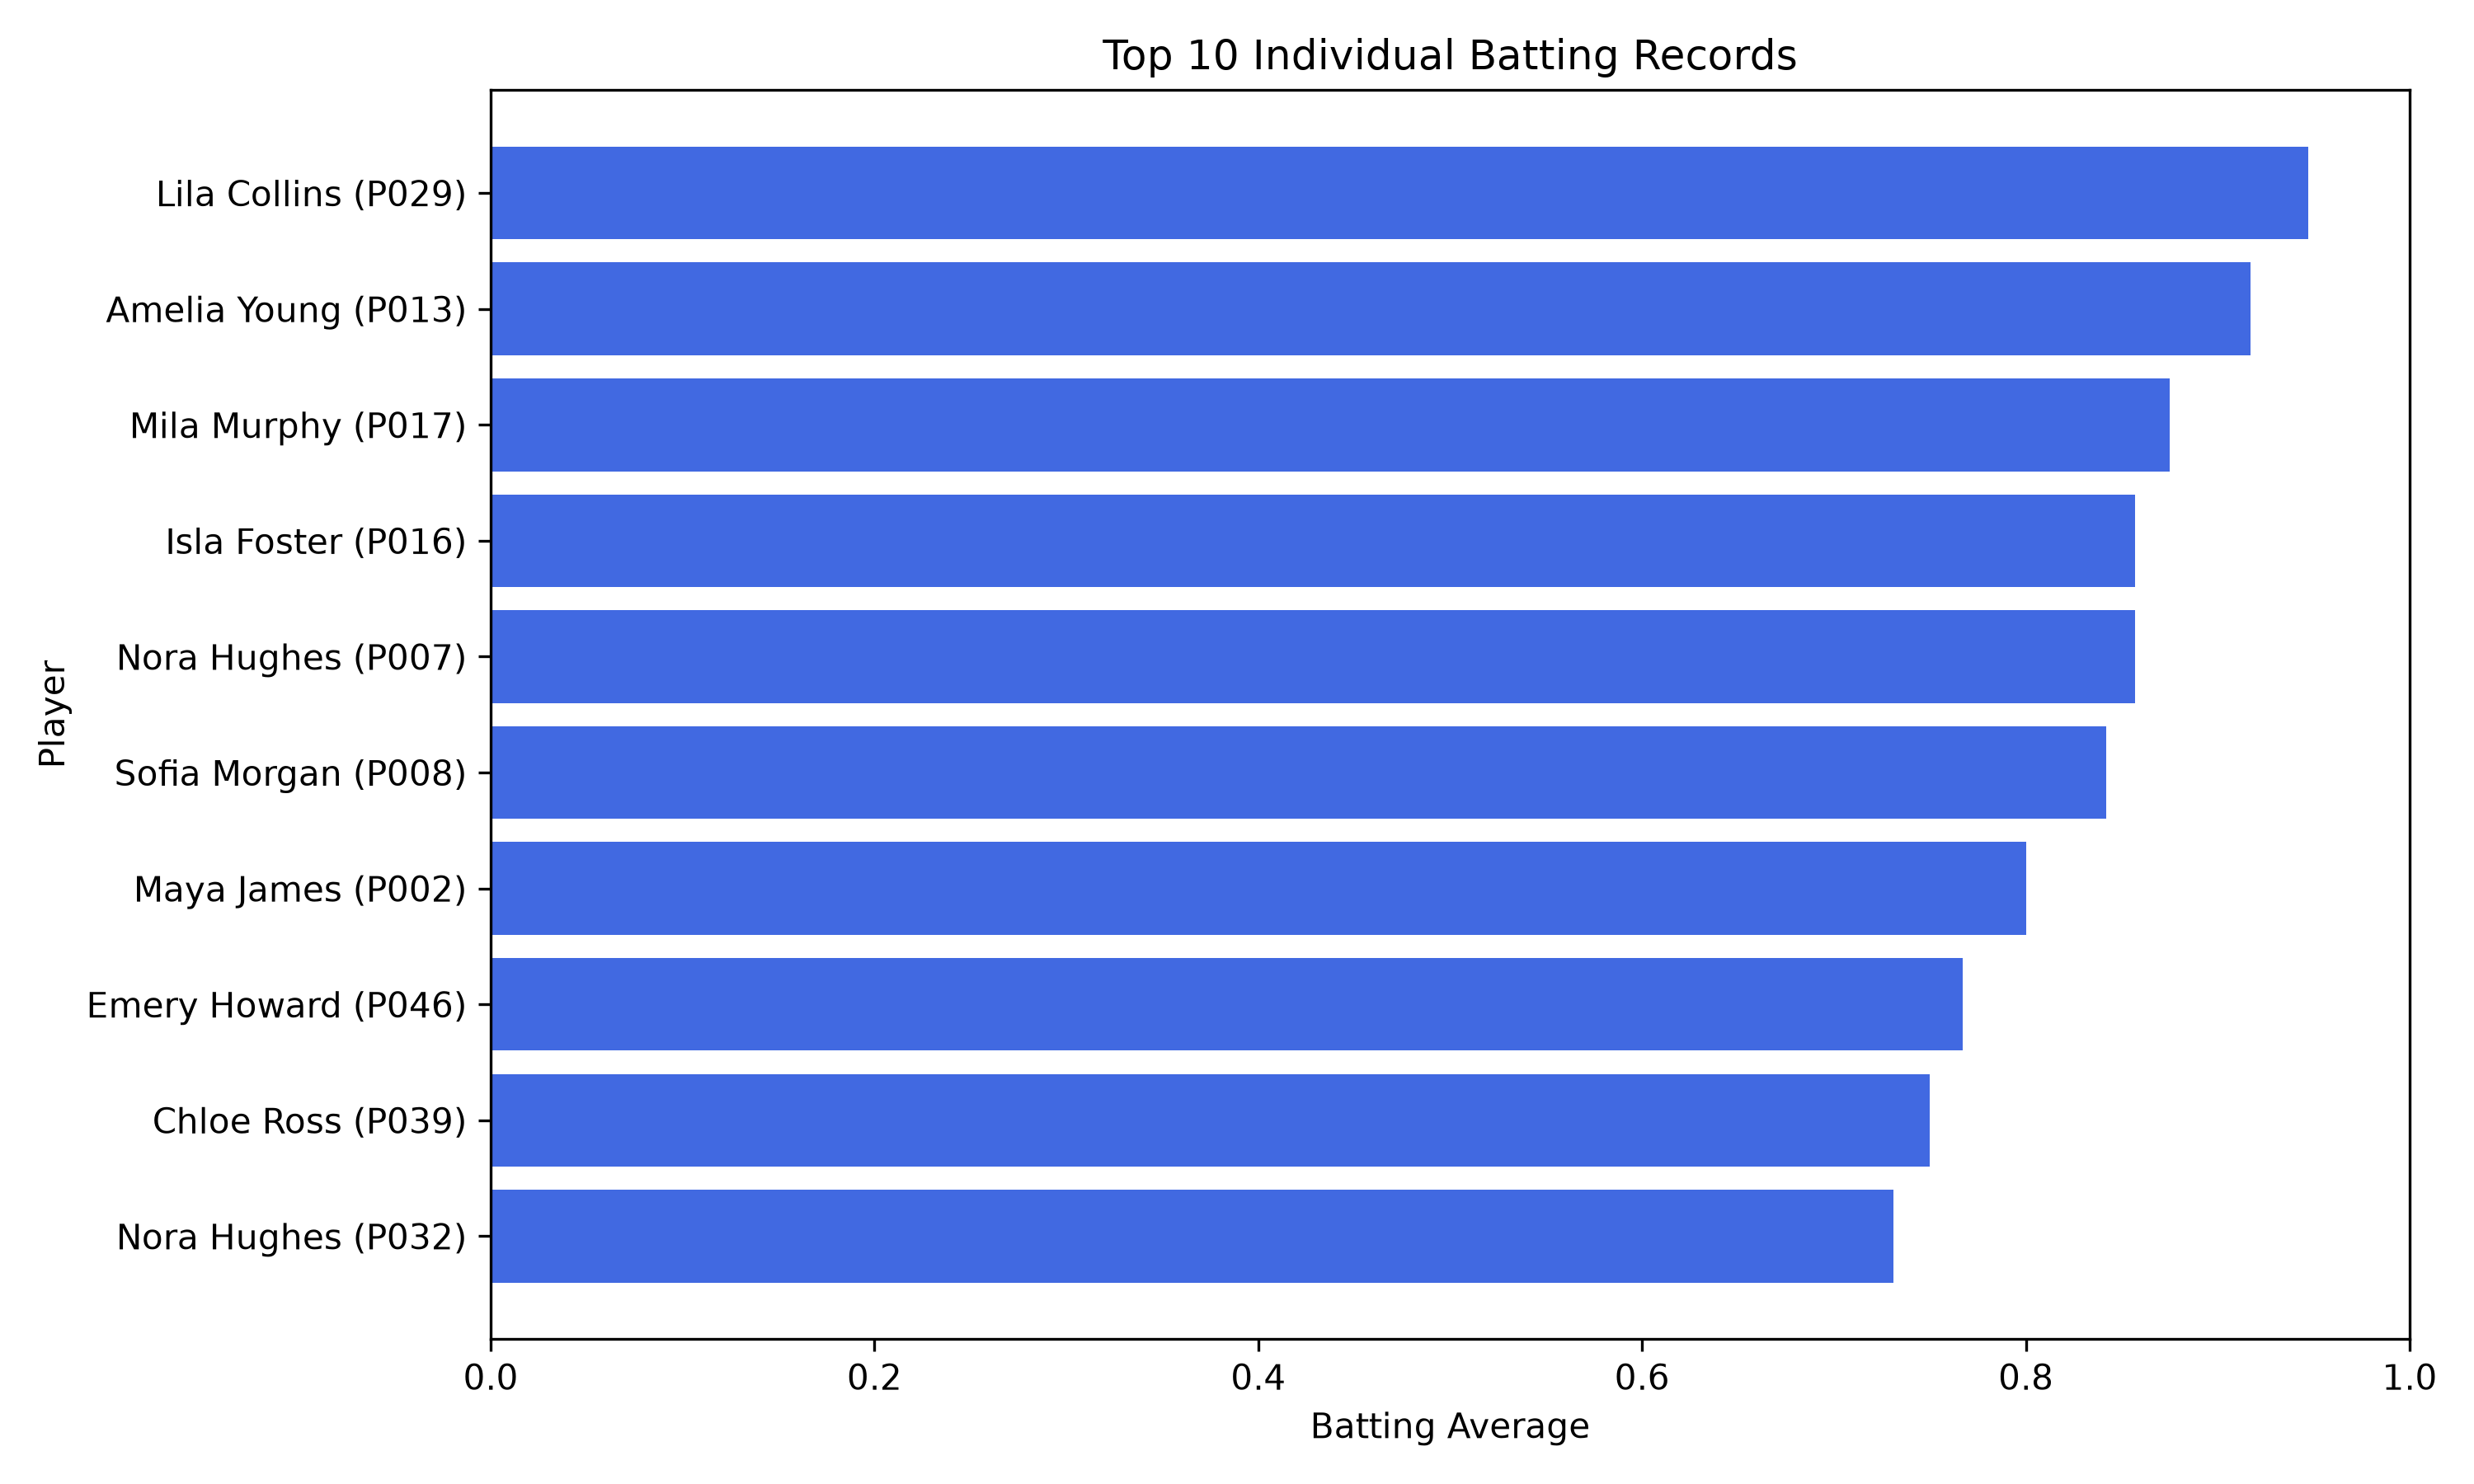 Top 10 Individual Batting Records
Player
Lila Collins (P029)
Amelia Young (P013)
Mila Murphy (P017)
Isla Foster (P016)
Nora Hughes (P007)
Sofia Morgan (P008)
Maya James (P002)
Emery Howard (P046)
Chloe Ross (P039)
Nora Hughes (P032)
0.0 0.2 0.4 0.6 0.8 1.0
Batting Average